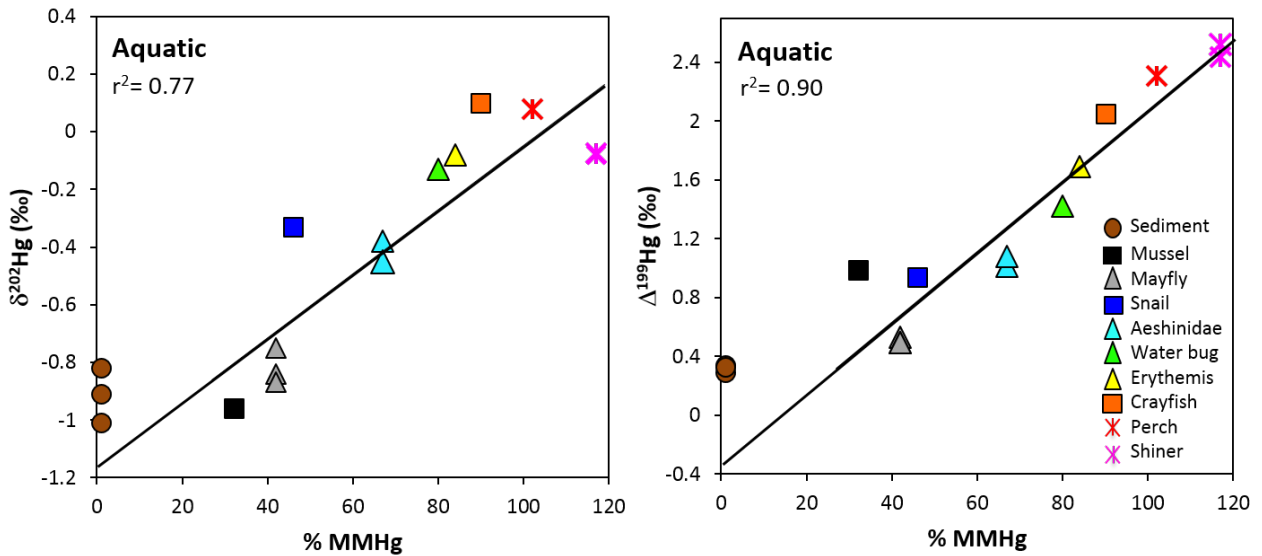 0.4
0.2
0
-0.2
-0.4
-0.6
-0.8
-1
-1.2
δ²⁰²Hg (‰)
Aquatic
r²= 0.77
0 20 40 60 80 100 120
% MMHg
2.4
2
1.6
1.2
0.8
0.4
0
-0.4
Δ¹⁹⁹Hg (‰)
Aquatic
r²= 0.90
Sediment
Mussel
Mayfly
Snail
Aeshinidae
Water bug
Erythemis
Crayfish
Perch
Shiner
0 20 40 60 80 100 120
% MMHg